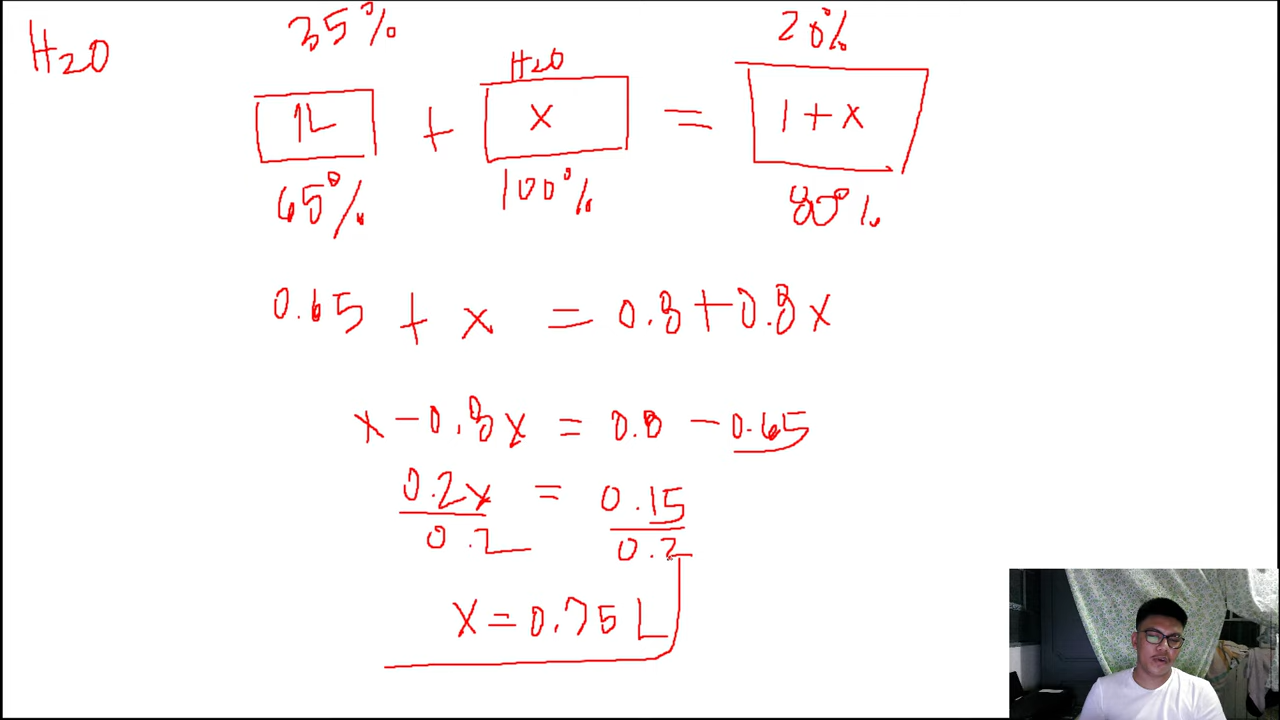 35% 20%
H2O H2O
1L + x = 1 + x
65% 100% 80%
0.65 + x = 0.8 + 0.8x
x - 0.8x = 0.8 - 0.65
0.2x = 0.15
0.2 0.2
x = 0.75 L